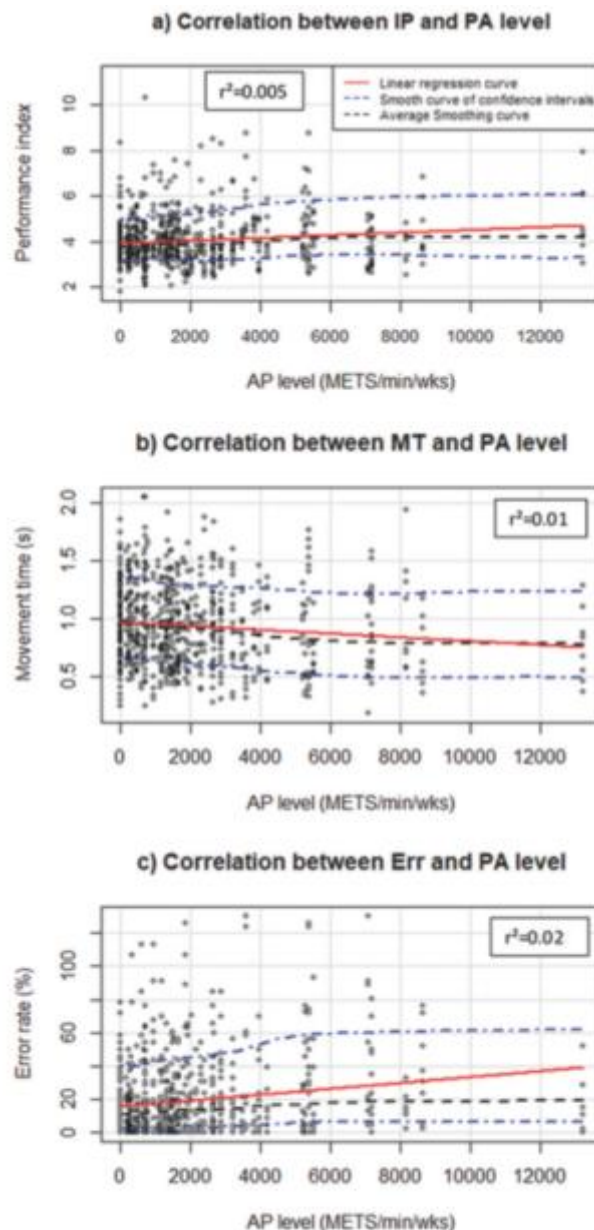 a) Correlation between IP and PA level
r²=0.005
Linear regression curve
Smooth curve of confidence intervals
Average Smoothing curve
Performance index
10
8
6
4
2
0 2000 4000 6000 8000 10000 12000
AP level (METS/min/wks)
b) Correlation between MT and PA level
r²=0.01
Movement time (s)
2.0
1.5
1.0
0.5
0 2000 4000 6000 8000 10000 12000
AP level (METS/min/wks)
c) Correlation between Err and PA level
r²=0.02
Error rate (%)
100
60
20
0
0 2000 4000 6000 8000 10000 12000
AP level (METS/min/wks)